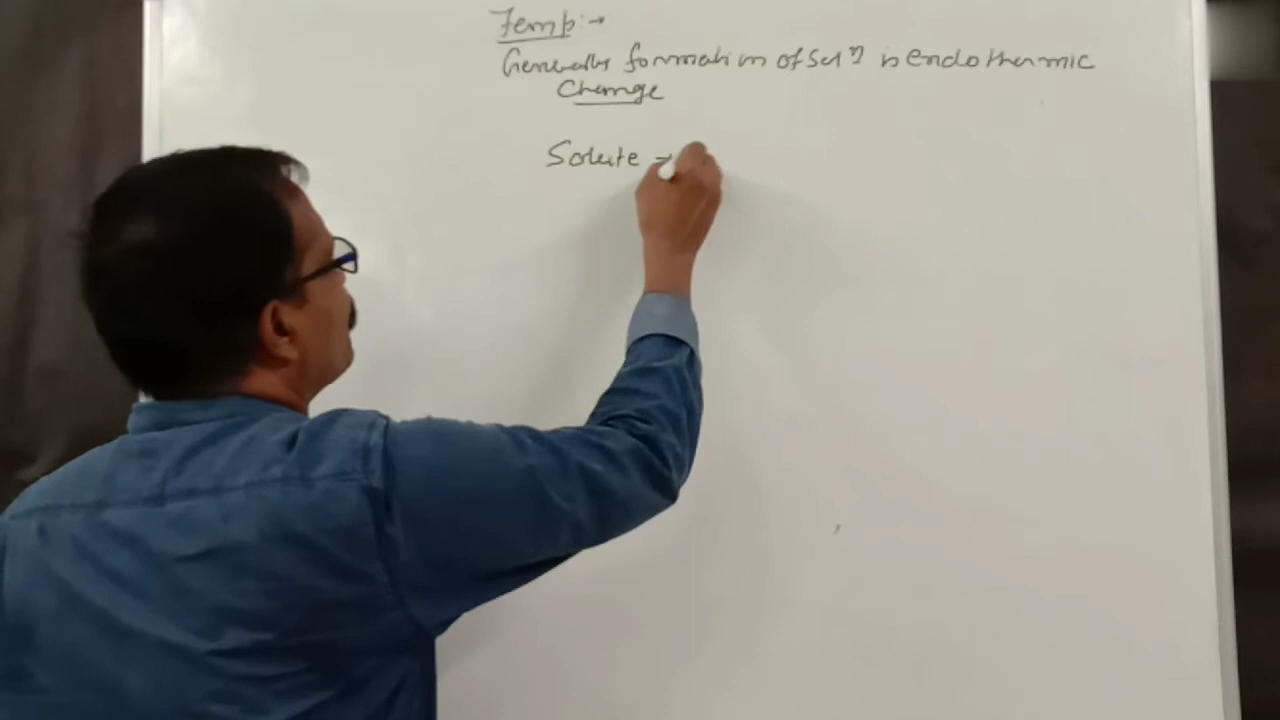 Temp:→
Generally formation of solⁿ is endothermic
Change
Solute